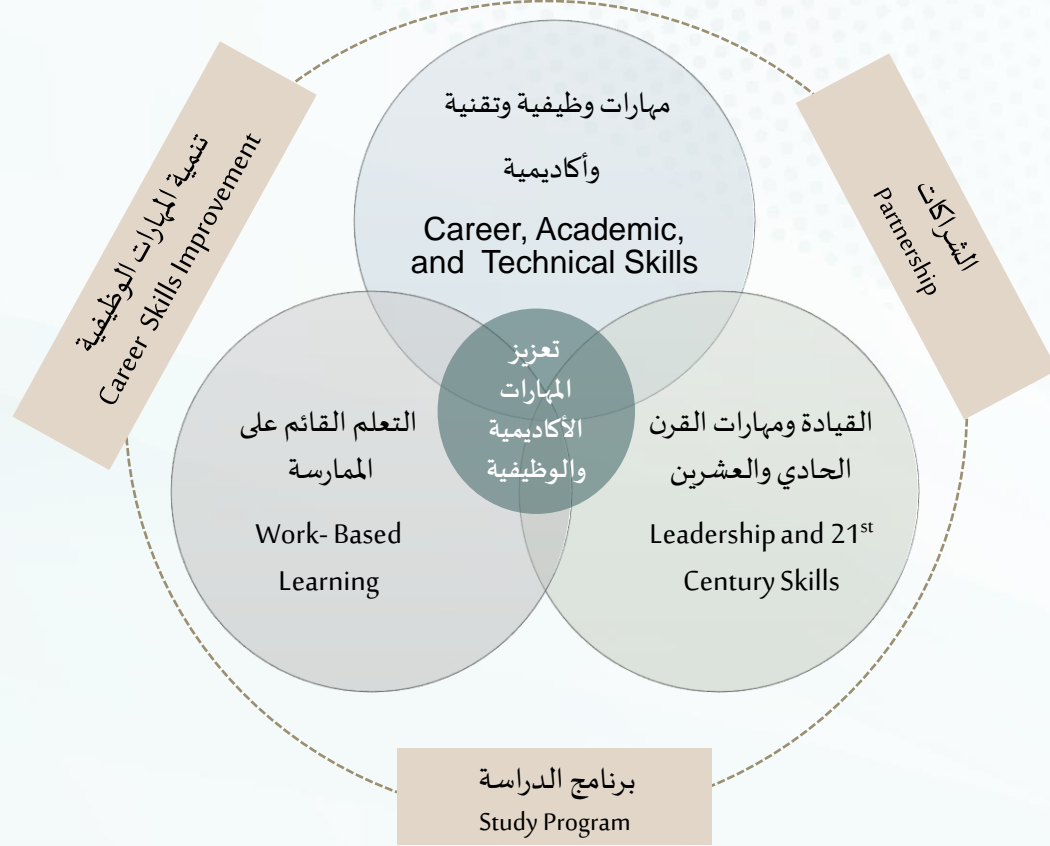 مهارات وظيفية وتقنية
وأكاديمية
Career, Academic,
and Technical Skills
تنمية المهارات الوظيفية
Career Skills Improvement
الشراكات
Partnership
تعزيز
المهارات
الأكاديمية
والوظيفية
التعلم القائم على
الممارسة
Work- Based
Learning
القيادة ومهارات القرن
الحادي والعشرين
Leadership and 21st
Century Skills
برنامج الدراسة
Study Program